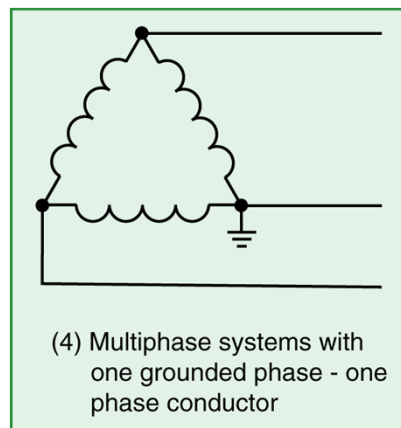 (4) Multiphase systems with
one grounded phase - one
phase conductor